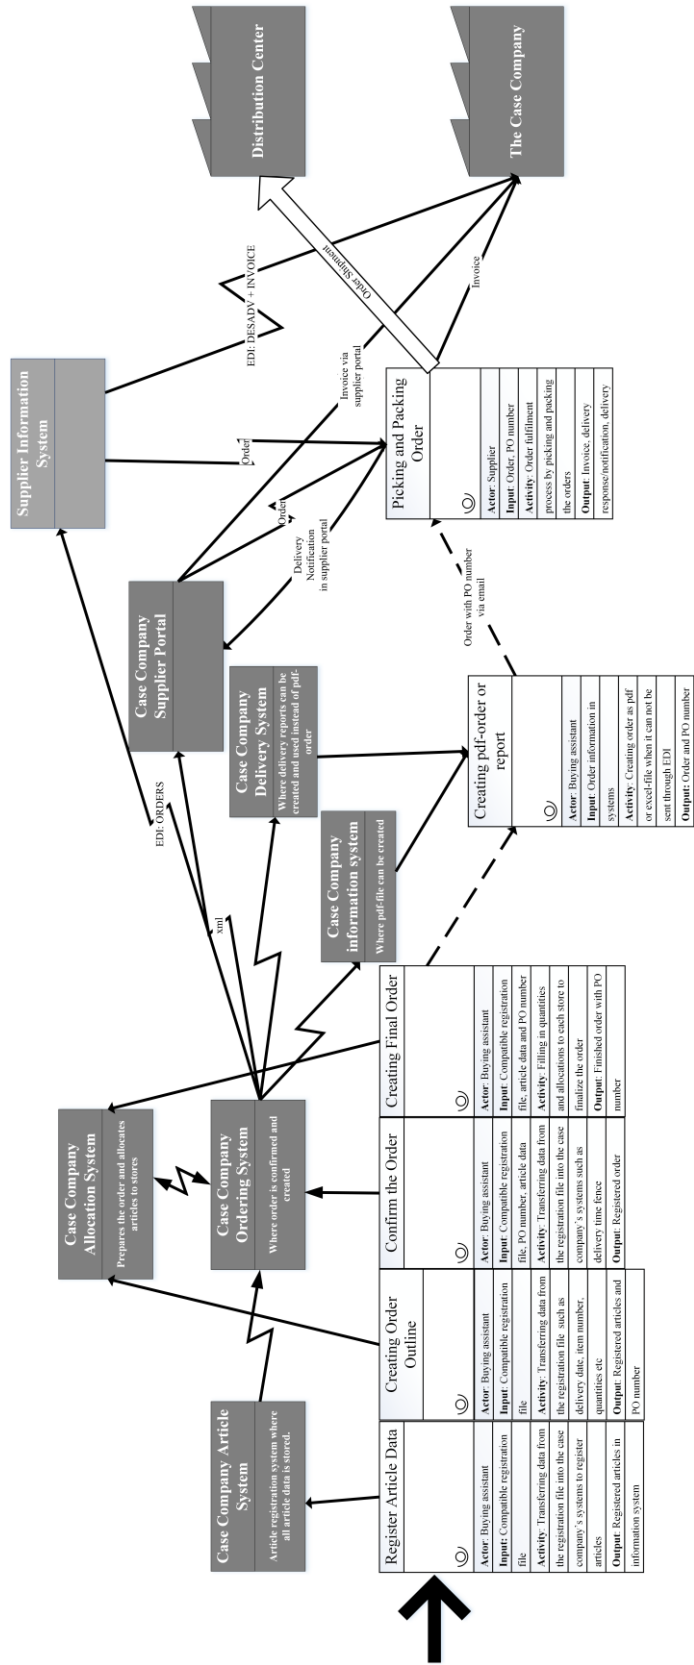 Supplier Information
System
Distribution Center
The Case Company
Case Company
Allocation System
Prepares the order and allocates
articles to stores
Case Company
Supplier Portal
Case Company Article
System
Article registration system where
all article data is stored.
Case Company
Ordering System
Where order is confirmed and
created
Case Company
Delivery System
Where delivery reports can be
created and used instead of pdf-
order
Case Company
information system
Where pdf-file can be created
EDI: ORDERS
xml
Order
EDI: DESADV + INVOICE
Order
Delivery
Notification
in supplier portal
Invoice via
supplier portal
Order Shipment
Invoice
Order with PO number
via email
Register Article Data
Actor: Buying assistant
Input: Compatible registration
file
Activity: Transferring data from
the registration file into the case
company's systems to register
articles
Output: Registered articles in
information system
Creating Order
Outline
Actor: Buying assistant
Input: Compatible registration
file
Activity: Transferring data from
the registration file such as
delivery date, item number,
quantities etc
Output: Registered articles and
PO number
Confirm the Order
Actor: Buying assistant
Input: Compatible registration
file, PO number, article data
Activity: Transferring data from
the registration file into the case
company's systems such as
delivery time fence
Output: Registered order
Creating Final Order
Actor: Buying assistant
Input: Compatible registration
file, article data and PO number
Activity: Filling in quantities
and allocations to each store to
finalize the order
Output: Finished order with PO
number
Creating pdf-order or
report
Actor: Buying assistant
Input: Order information in
systems
Activity: Creating order as pdf
or excel-file when it can not be
sent through EDI
Output: Order and PO number
Picking and Packing
Order
Actor: Supplier
Input: Order, PO number
Activity: Order fulfilment
process by picking and packing
the orders
Output: Invoice, delivery
response/notification, delivery